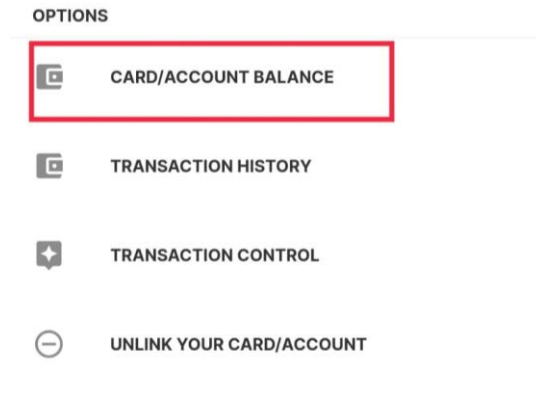 OPTIONS
CARD/ACCOUNT BALANCE
TRANSACTION HISTORY
TRANSACTION CONTROL
UNLINK YOUR CARD/ACCOUNT